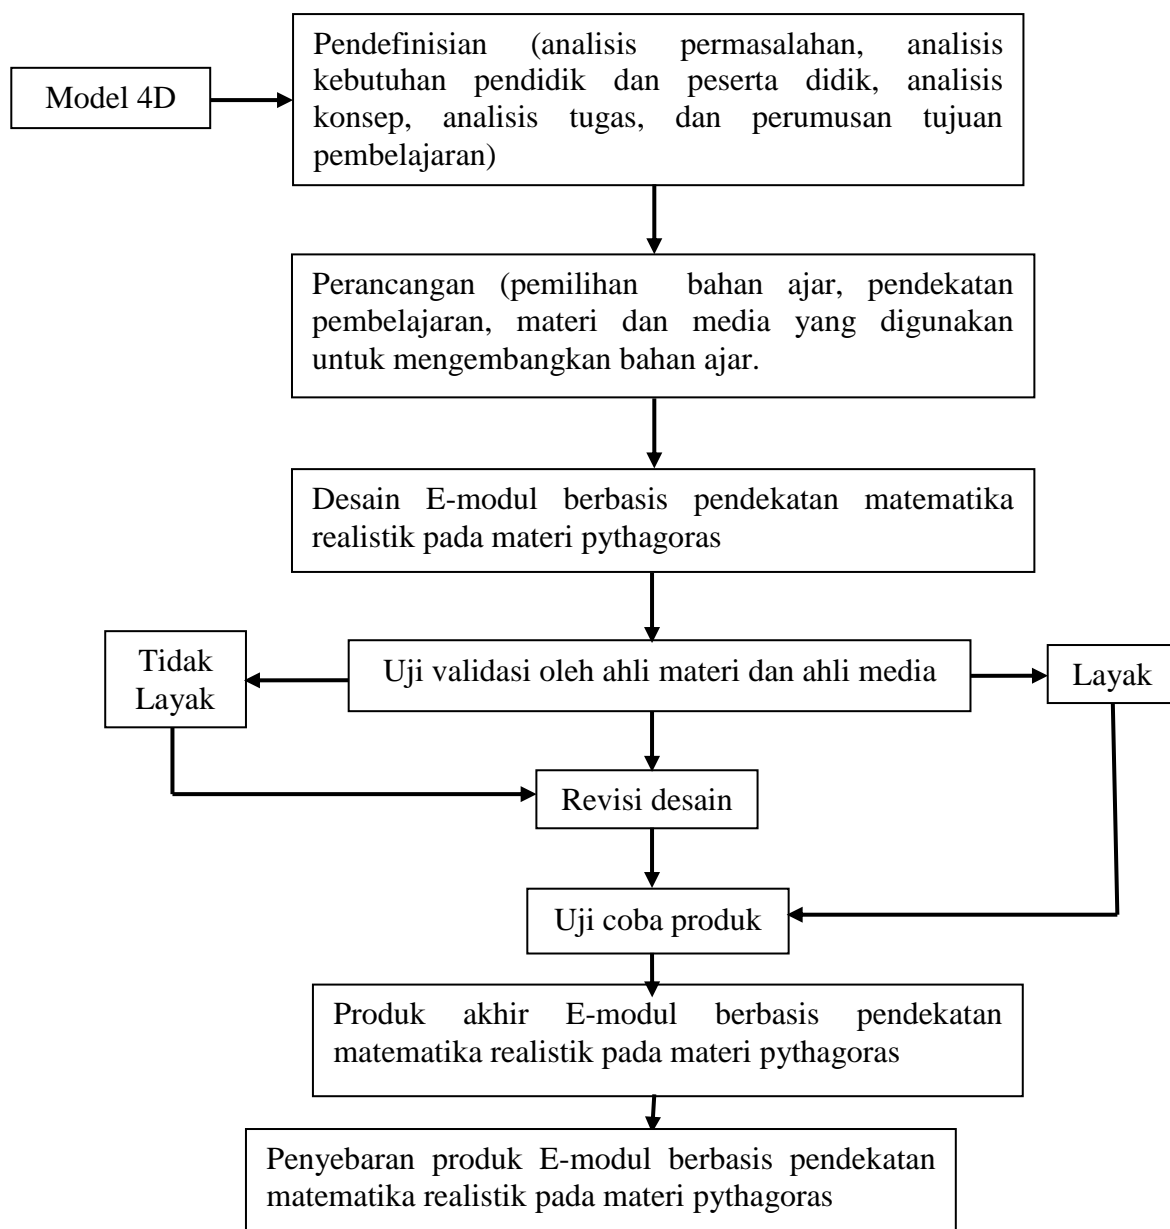 Model 4D
Pendefinisian (analisis permasalahan, analisis
kebutuhan pendidik dan peserta didik, analisis
konsep, analisis tugas, dan perumusan tujuan
pembelajaran)
Perancangan (pemilihan bahan ajar, pendekatan
pembelajaran, materi dan media yang digunakan
untuk mengembangkan bahan ajar.
Desain E-modul berbasis pendekatan matematika
realistik pada materi pythagoras
Tidak
Layak
Uji validasi oleh ahli materi dan ahli media
Layak
Revisi desain
Uji coba produk
Produk akhir E-modul berbasis pendekatan
matematika realistik pada materi pythagoras
Penyebaran produk E-modul berbasis pendekatan
matematika realistik pada materi pythagoras